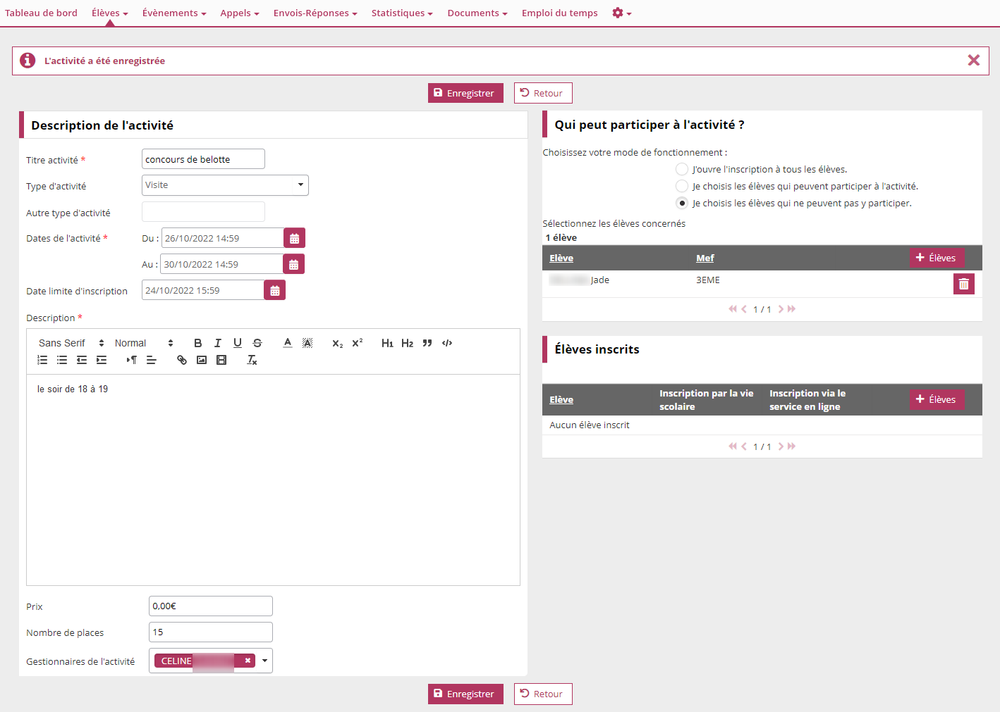 Tableau de bord Élèves Évènements Appels Envois-Réponses Statistiques Documents Emploi du temps
L'activité a été enregistrée
Enregistrer Retour
Description de l'activité
Titre activité * concours de belotte
Type d'activité Visite
Autre type d'activité
Dates de l'activité * Du : 26/10/2022 14:59
Au : 30/10/2022 14:59
Date limite d'inscription 24/10/2022 15:59
Description *
Sans Serif Normal B I U S A A X₂ X² H1 H2 ” </>
¶ Tx
le soir de 18 à 19
Prix 0,00€
Nombre de places 15
Gestionnaires de l'activité CELINE
Qui peut participer à l'activité ?
Choisissez votre mode de fonctionnement :
J'ouvre l'inscription à tous les élèves.
Je choisis les élèves qui peuvent participer à l'activité.
Je choisis les élèves qui ne peuvent pas y participer.
Sélectionnez les élèves concernés
1 élève
Elève Mef + Élèves
Jade 3EME
1 / 1
Élèves inscrits
Elève Inscription par la vie scolaire Inscription via le service en ligne + Élèves
Aucun élève inscrit
1 / 1
Enregistrer Retour